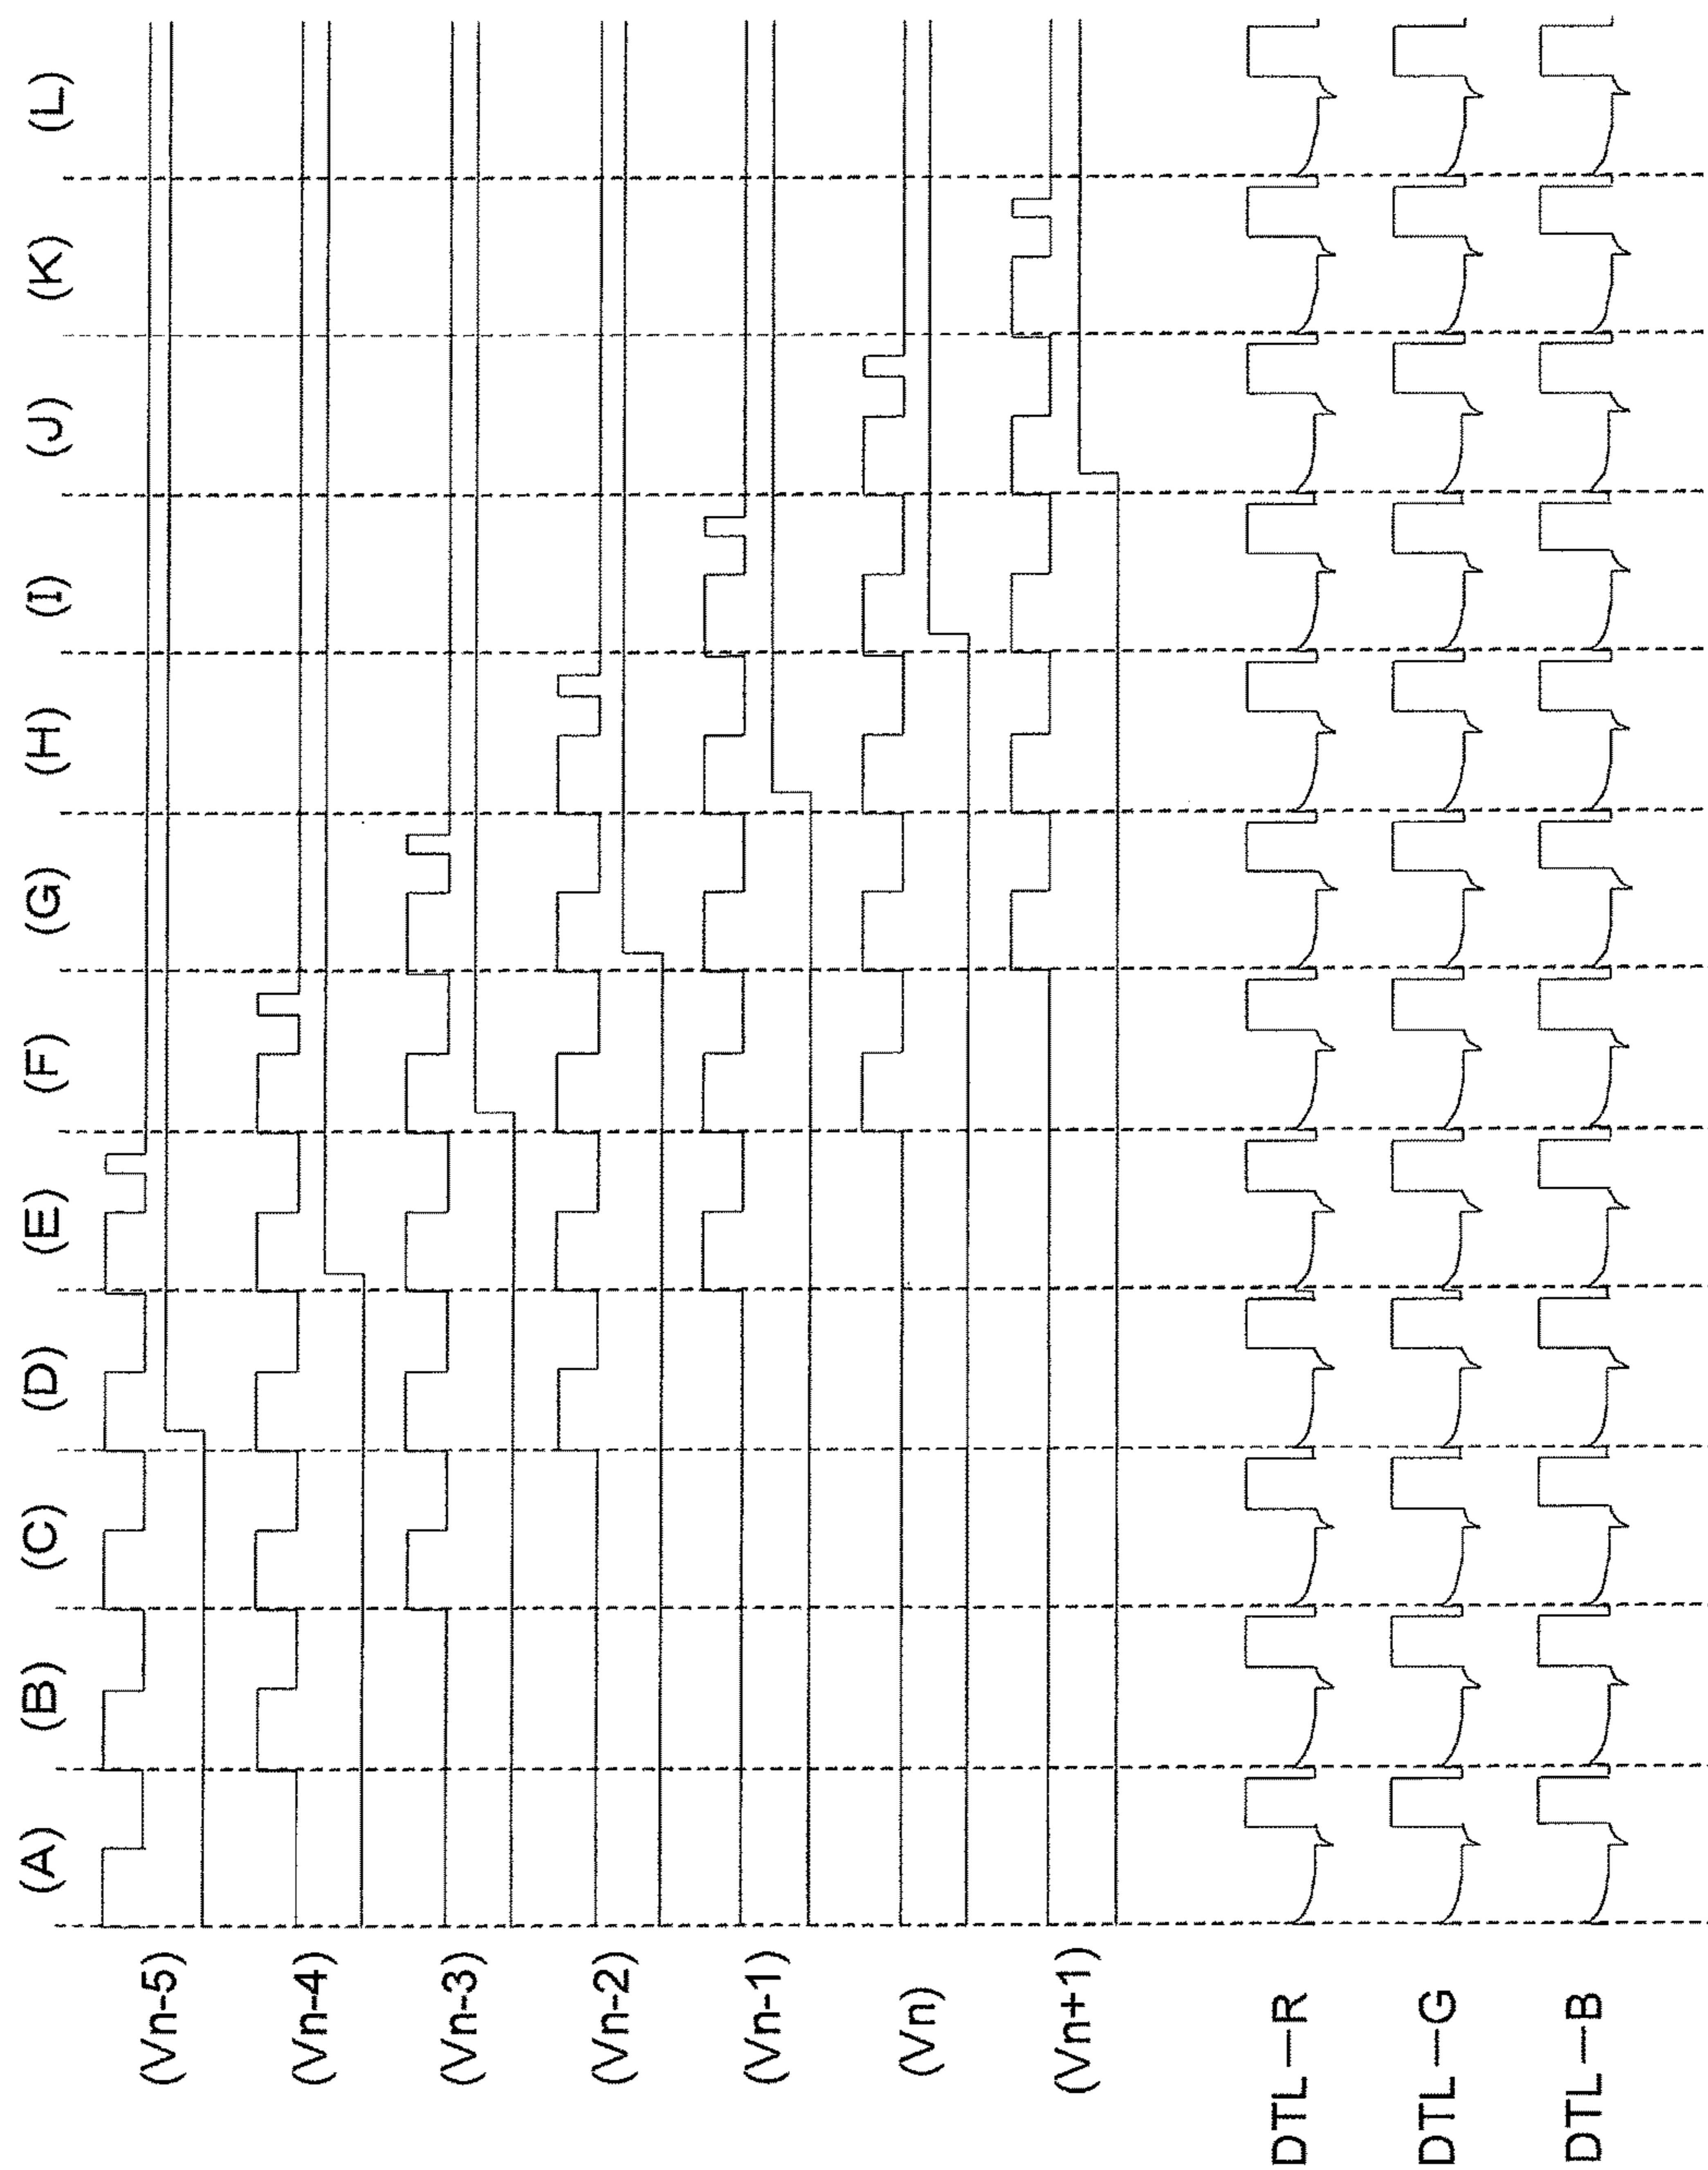 (A)
(B)
(C)
(D)
(E)
(F)
(G)
(H)
(I)
(J)
(K)
(L)
(Vn-5)
(Vn-4)
(Vn-3)
(Vn-2)
(Vn-1)
(Vn)
(Vn+1)
DTL—R
DTL—G
DTL—B